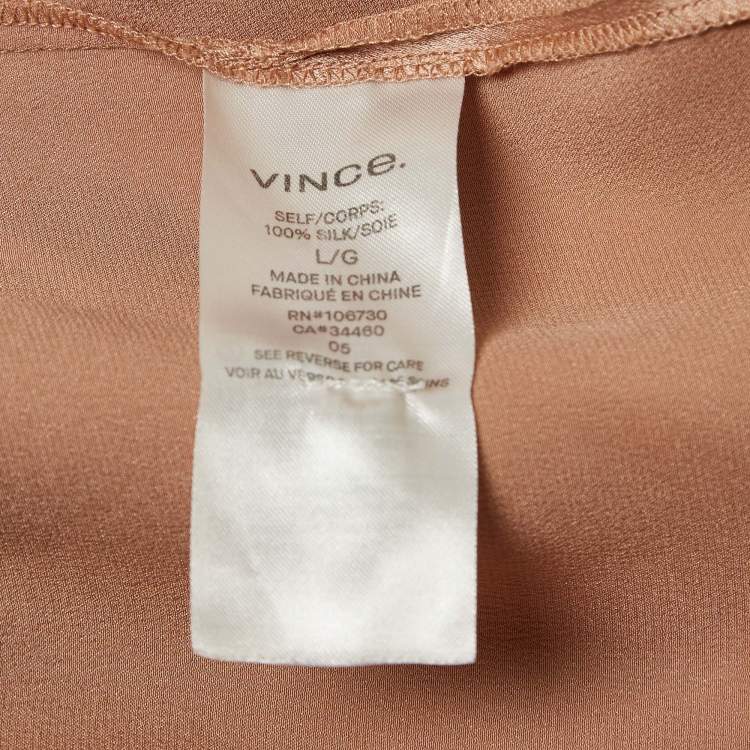 VINCe.
SELF/CORPS:
100% SILK/SOIE
L/G
MADE IN CHINA
FABRIQUÉ EN CHINE
RN#106730
CA#34460
05
SEE REVERSE FOR CARE
VOIR AU SOINS